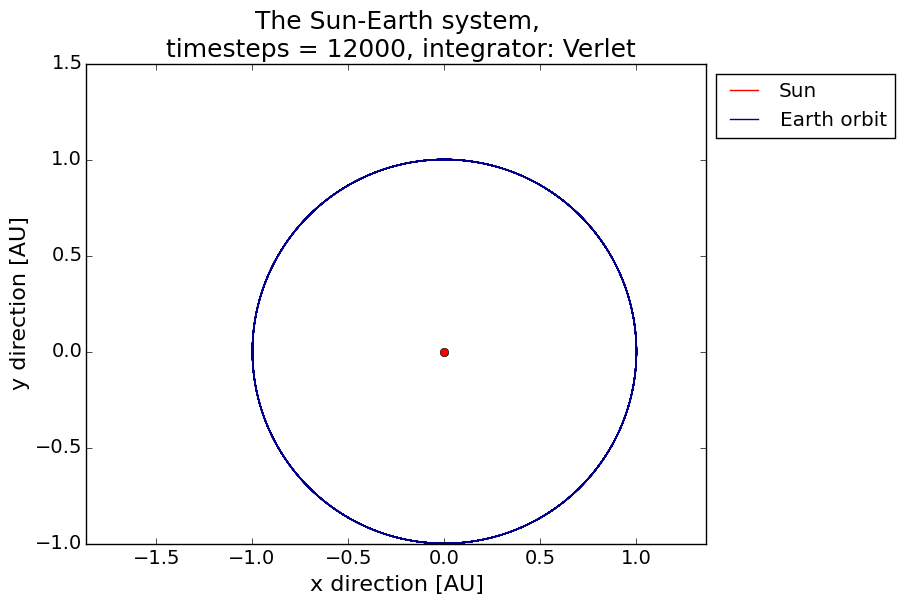 The Sun-Earth system,
timesteps = 12000, integrator: Verlet
Sun
Earth orbit
1.5
1.0
0.5
0.0
−0.5
−1.0
y direction [AU]
−1.5
−1.0
−0.5
0.0
0.5
1.0
x direction [AU]